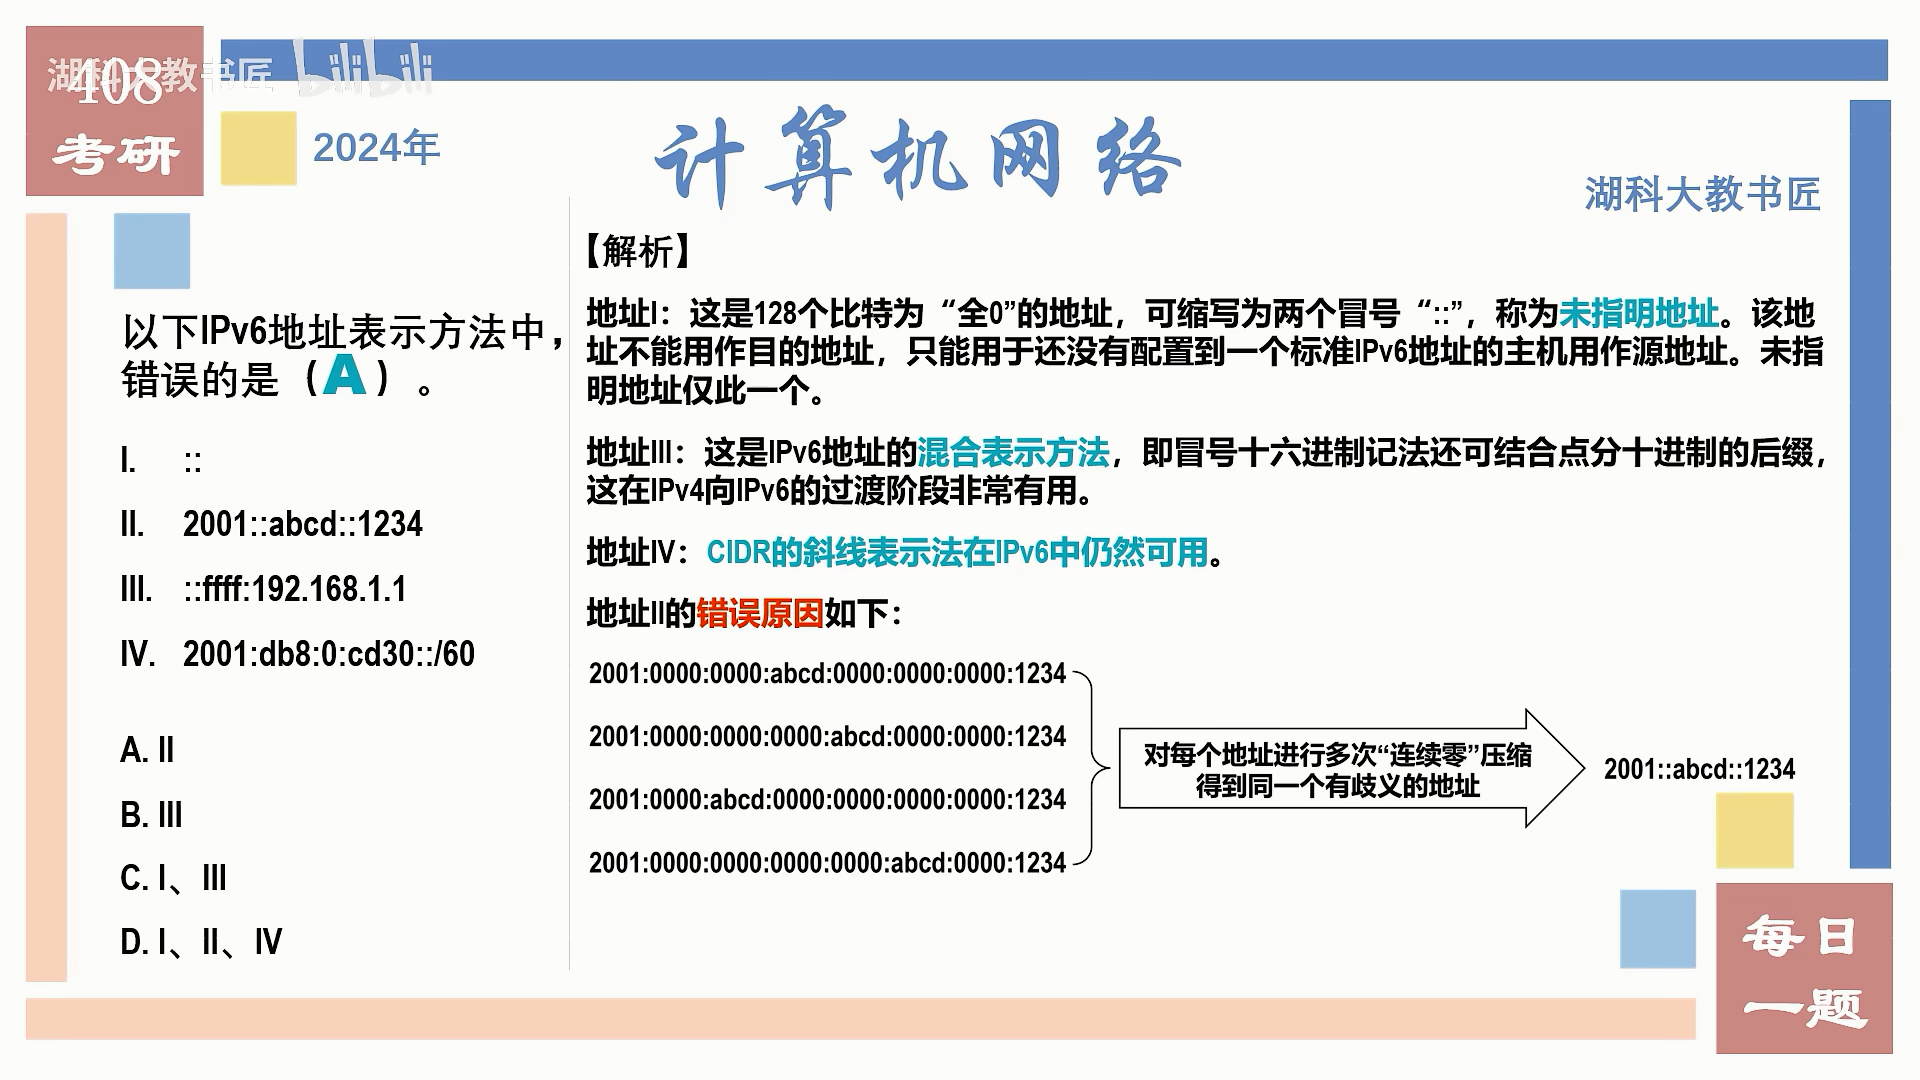 湖科大教书匠 bilibili
408
考研
2024年
计算机网络
湖科大教书匠
以下IPv6地址表示方法中，
错误的是（A）。
I. ::
II. 2001::abcd::1234
III. ::ffff:192.168.1.1
IV. 2001:db8:0:cd30::/60
A. II
B. III
C. I、III
D. I、II、IV
【解析】
地址I：这是128个比特为“全0”的地址，可缩写为两个冒号“::”，称为未指明地址。该地
址不能用作目的地址，只能用于还没有配置到一个标准IPv6地址的主机用作源地址。未指
明地址仅此一个。
地址III：这是IPv6地址的混合表示方法，即冒号十六进制记法还可结合点分十进制的后缀，
这在IPv4向IPv6的过渡阶段非常有用。
地址IV：CIDR的斜线表示法在IPv6中仍然可用。
地址II的错误原因如下：
2001:0000:0000:abcd:0000:0000:0000:1234
2001:0000:0000:0000:abcd:0000:0000:1234
2001:0000:abcd:0000:0000:0000:0000:1234
2001:0000:0000:0000:0000:abcd:0000:1234
对每个地址进行多次“连续零”压缩
得到同一个有歧义的地址
2001::abcd::1234
每日
一题